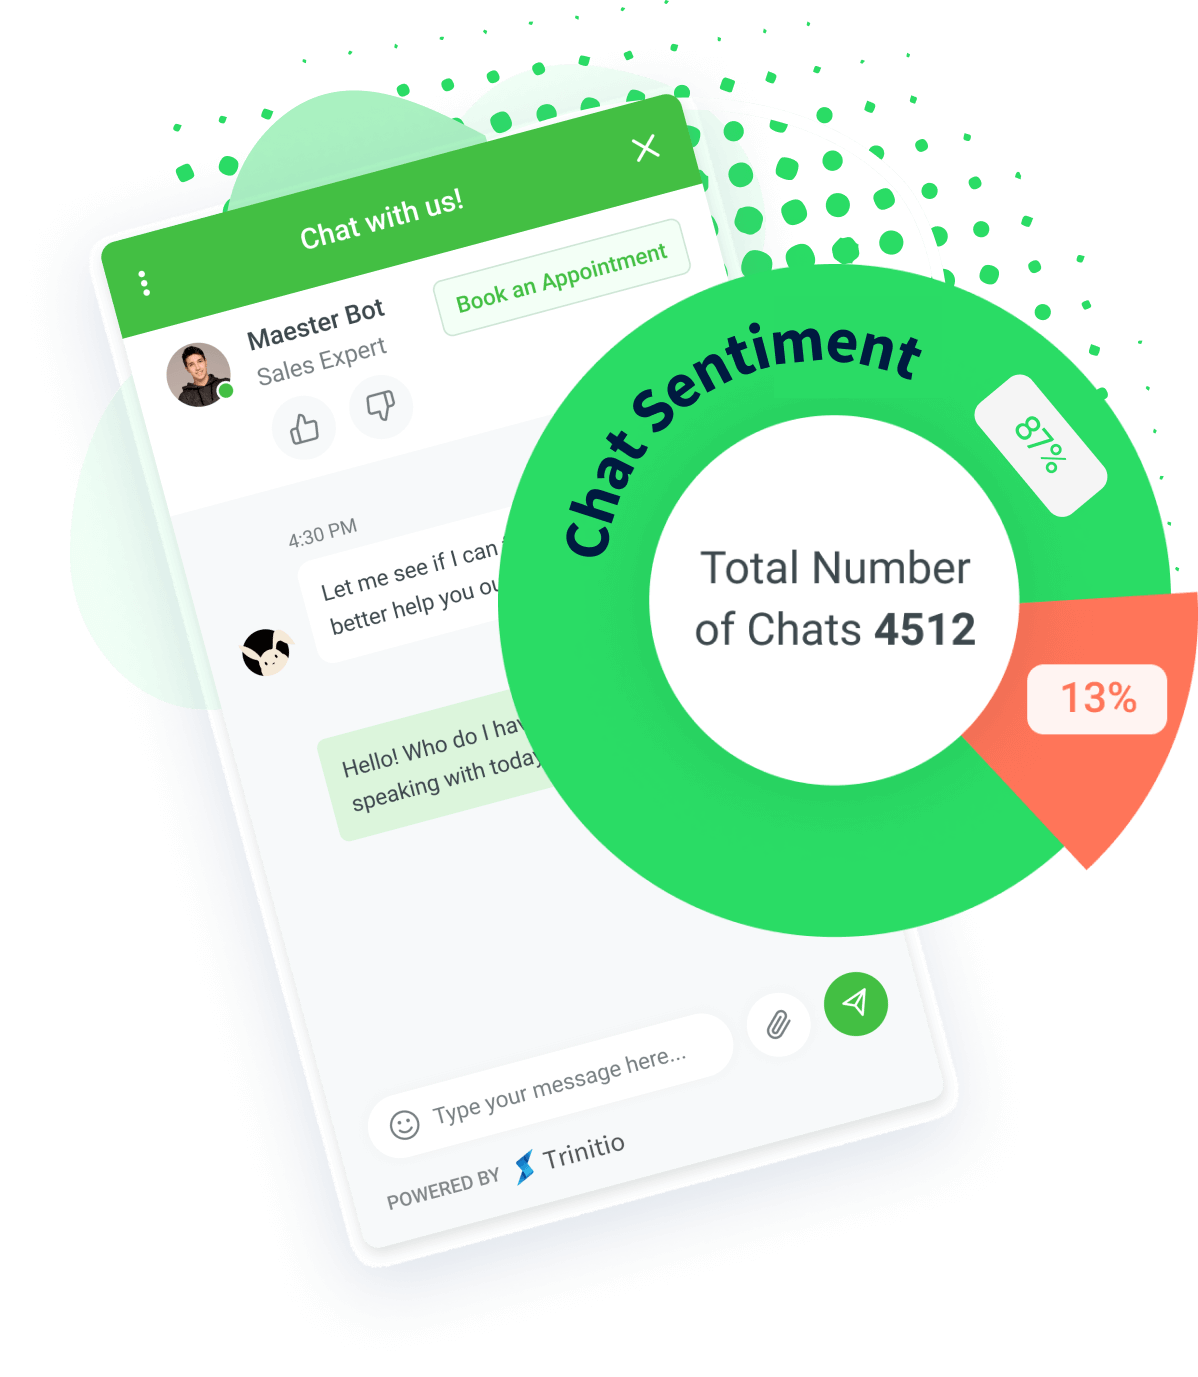 Chat with us!
Book an Appointment
Maester Bot
Sales Expert
4:30 PM
Let me see if I can
better help you
Hello! Who do I
speaking with today
Chat Sentiment
87%
Total Number
of Chats 4512
13%
Type your message here...
POWERED BY Trinitio